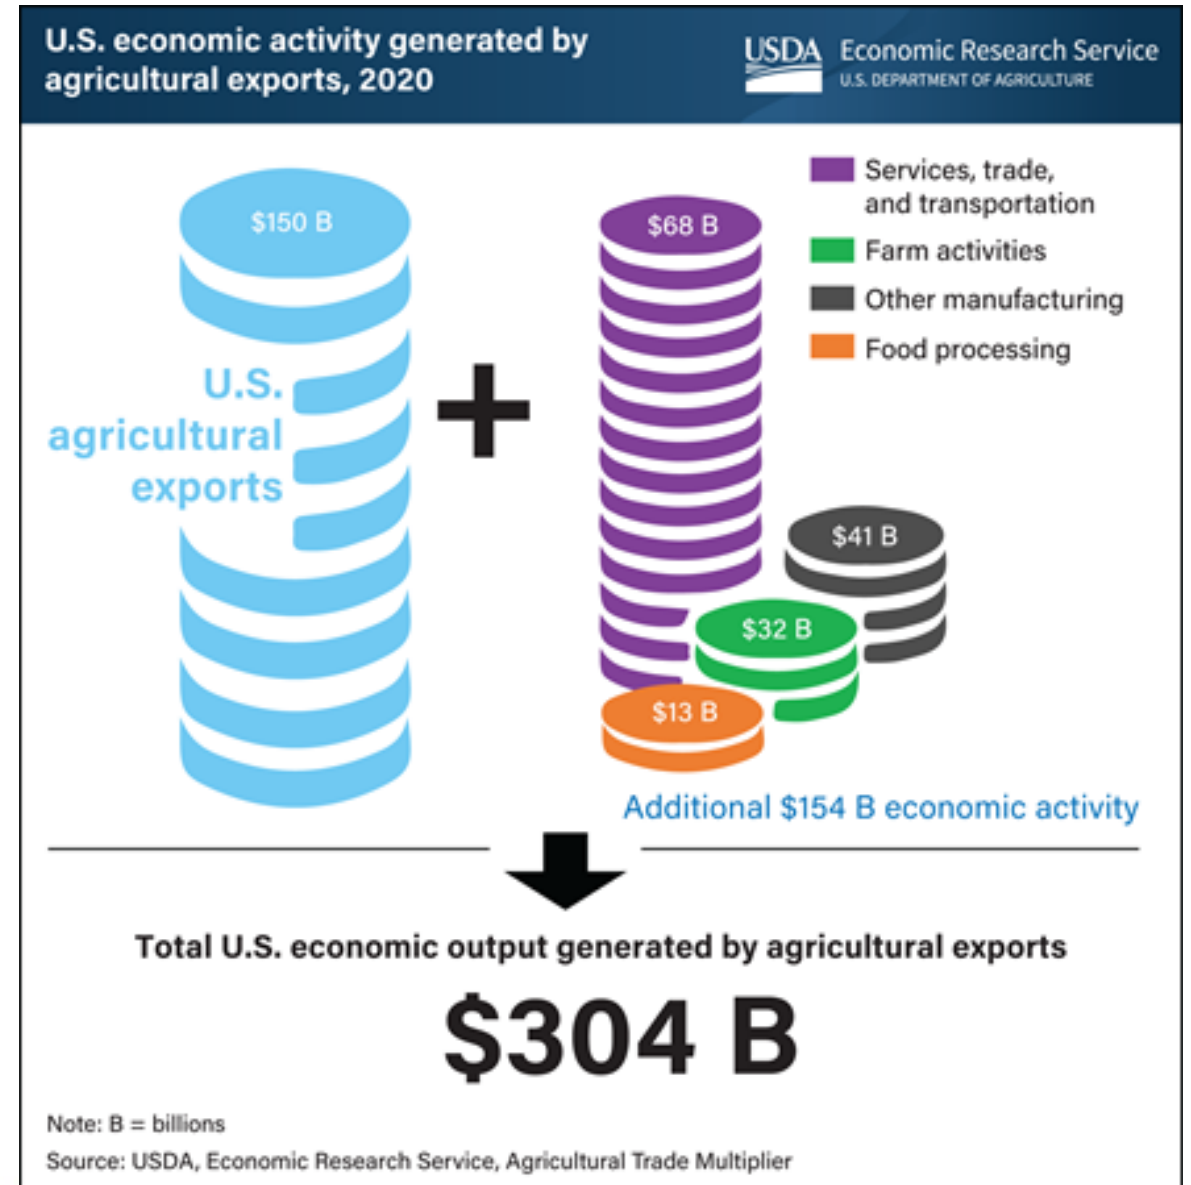 U.S. economic activity generated by
agricultural exports, 2020
USDA Economic Research Service
U.S. DEPARTMENT OF AGRICULTURE
$150 B
U.S.
agricultural
exports
+
$68 B
$41 B
$32 B
$13 B
Services, trade,
and transportation
Farm activities
Other manufacturing
Food processing
Additional $154 B economic activity
Total U.S. economic output generated by agricultural exports
$304 B
Note: B = billions
Source: USDA, Economic Research Service, Agricultural Trade Multiplier